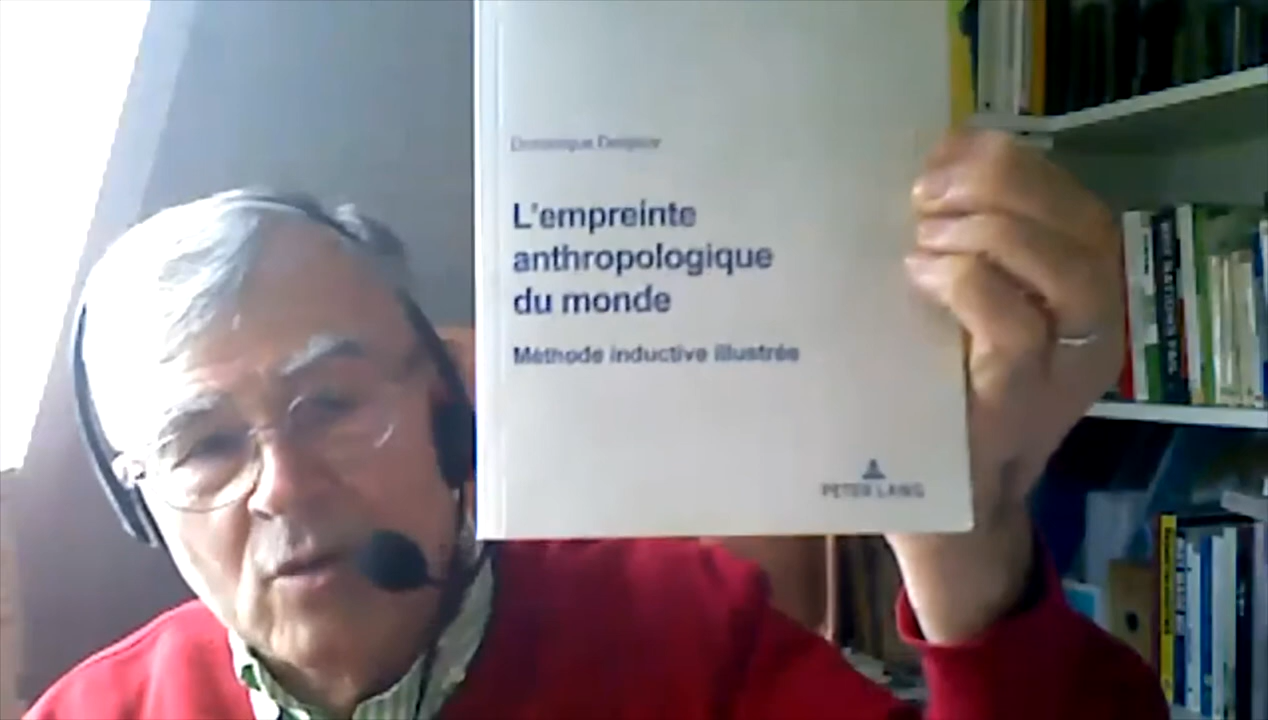 Dominique Desjeux
L'empreinte
anthropologique
du monde
Méthode inductive illustrée
PETER LANG